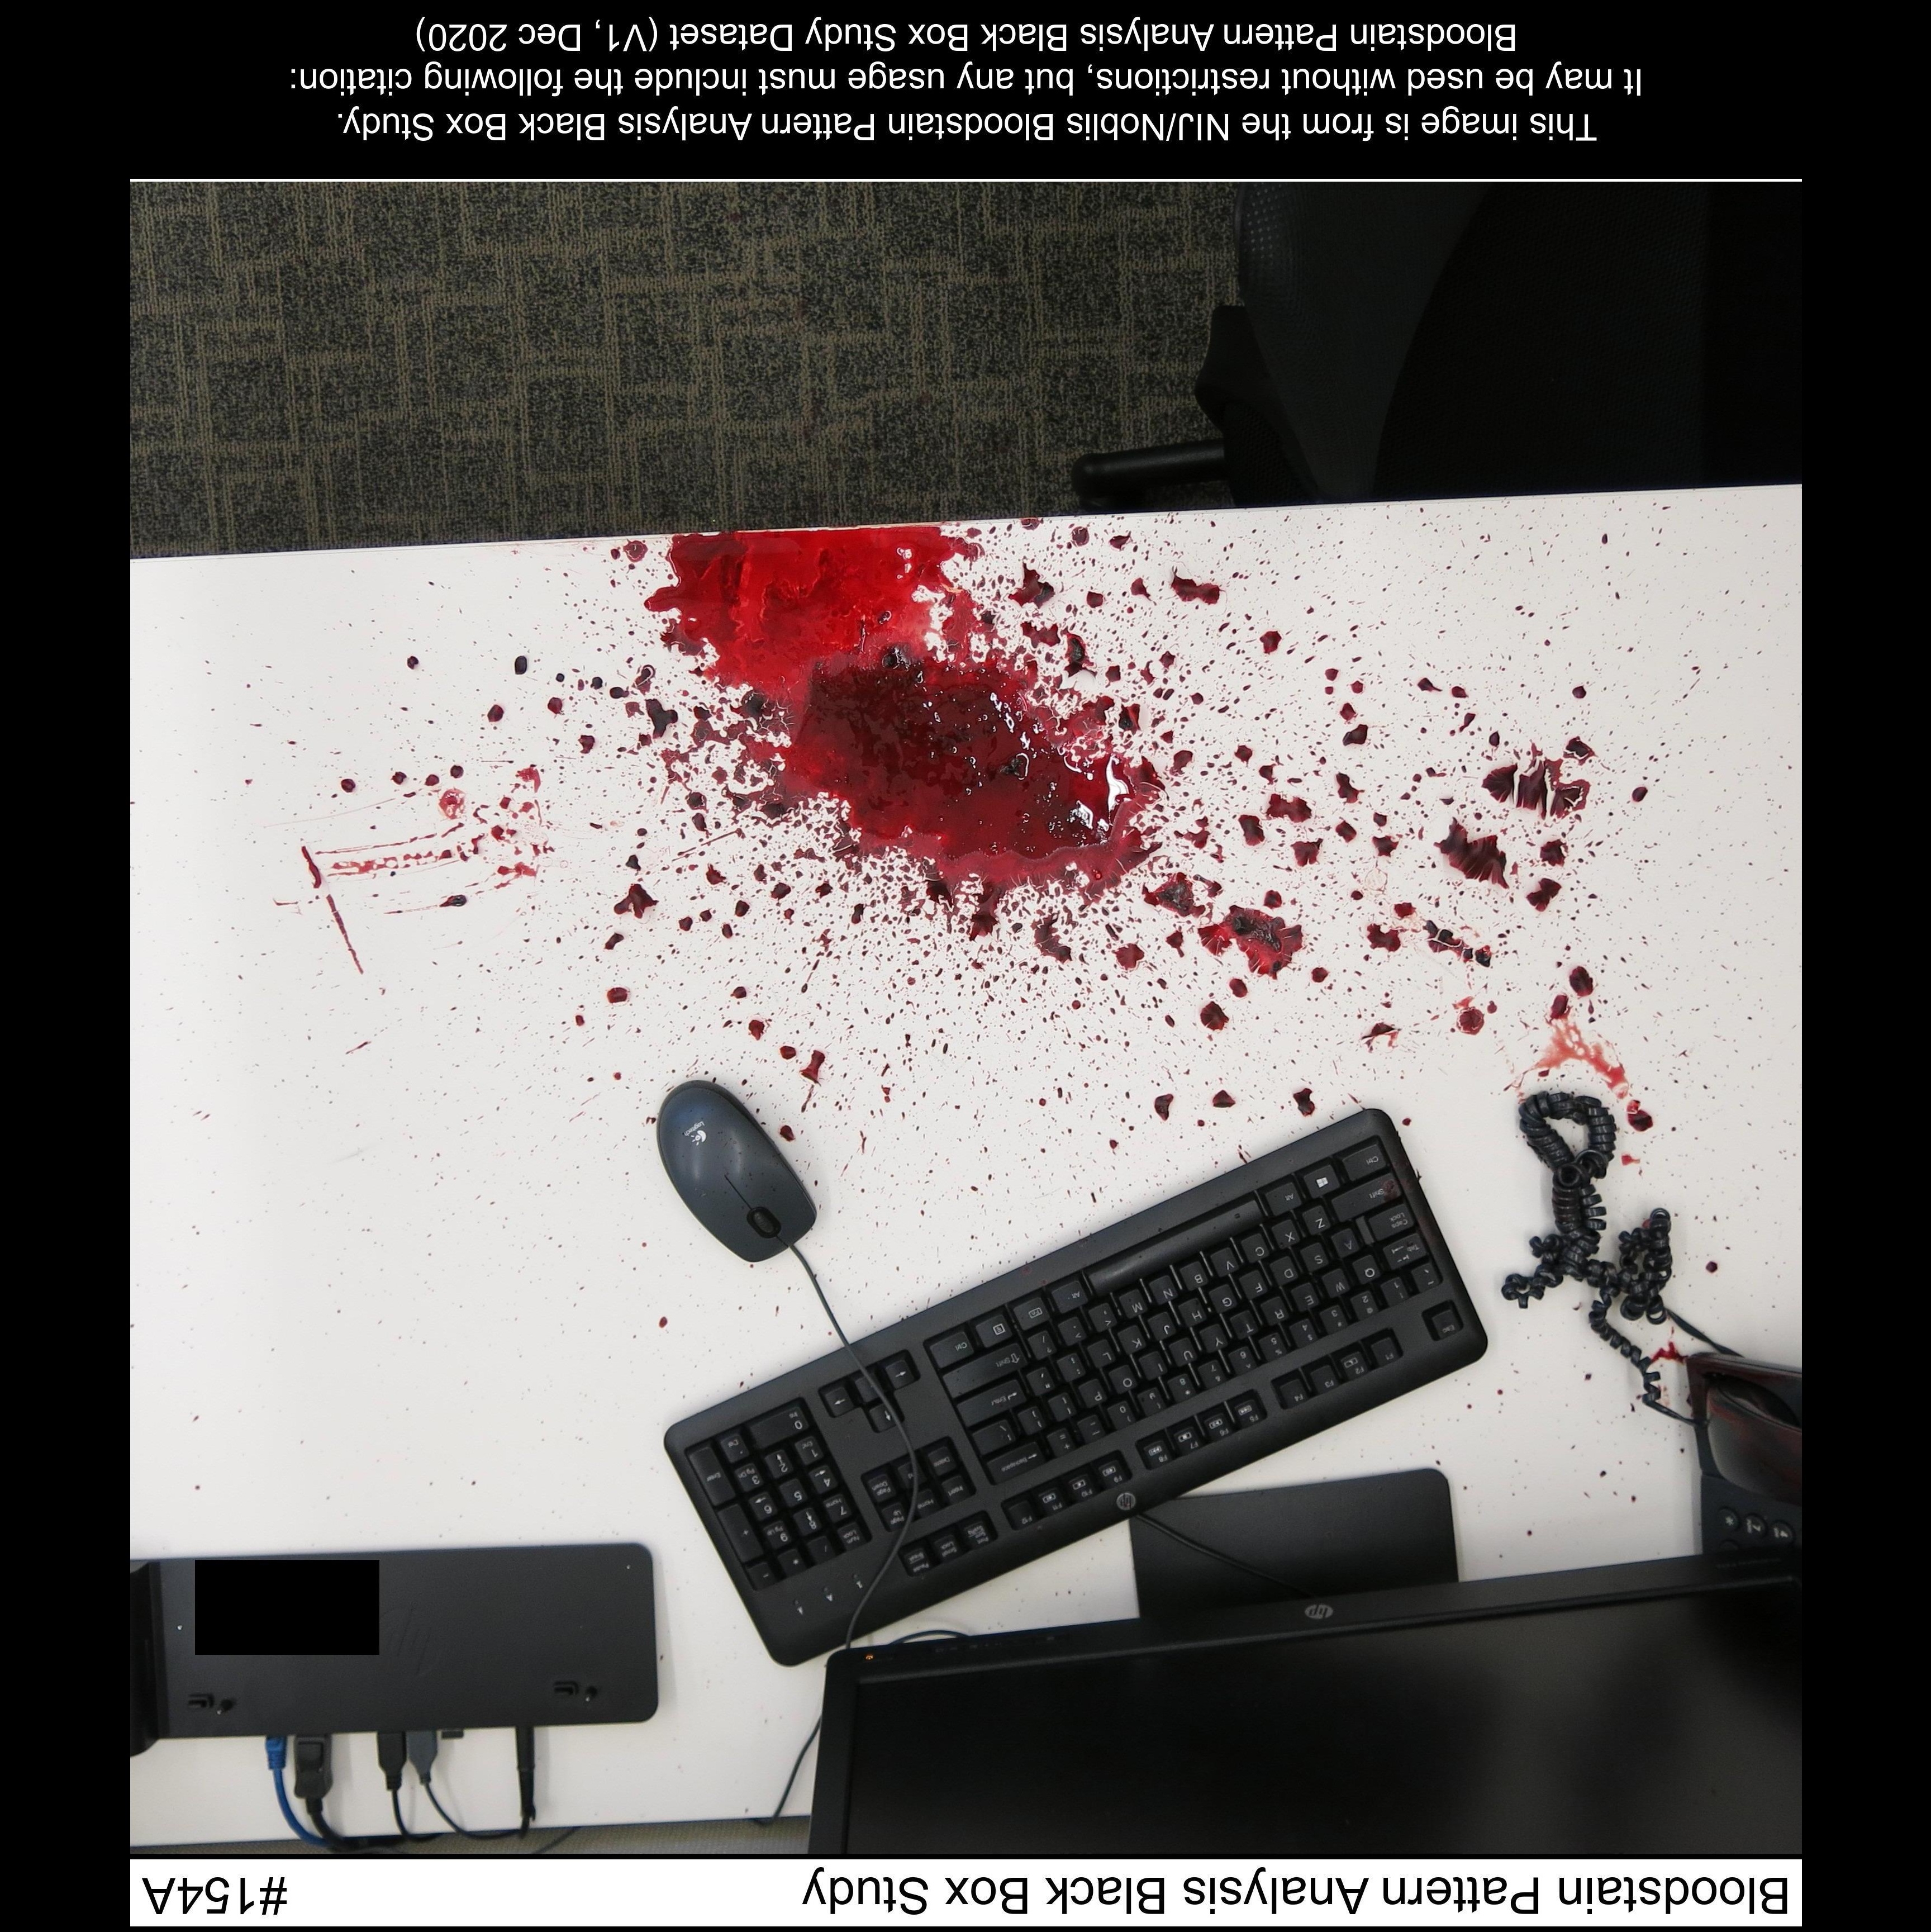 Bloodstain Pattern Analysis Black Box Study #154A
hp
Logitech
This image is from the NIJ/Noblis Bloodstain Pattern Analysis Black Box Study.
It may be used without restrictions, but any usage must include the following citation:
Bloodstain Pattern Analysis Black Box Study Dataset (V1, Dec 2020)